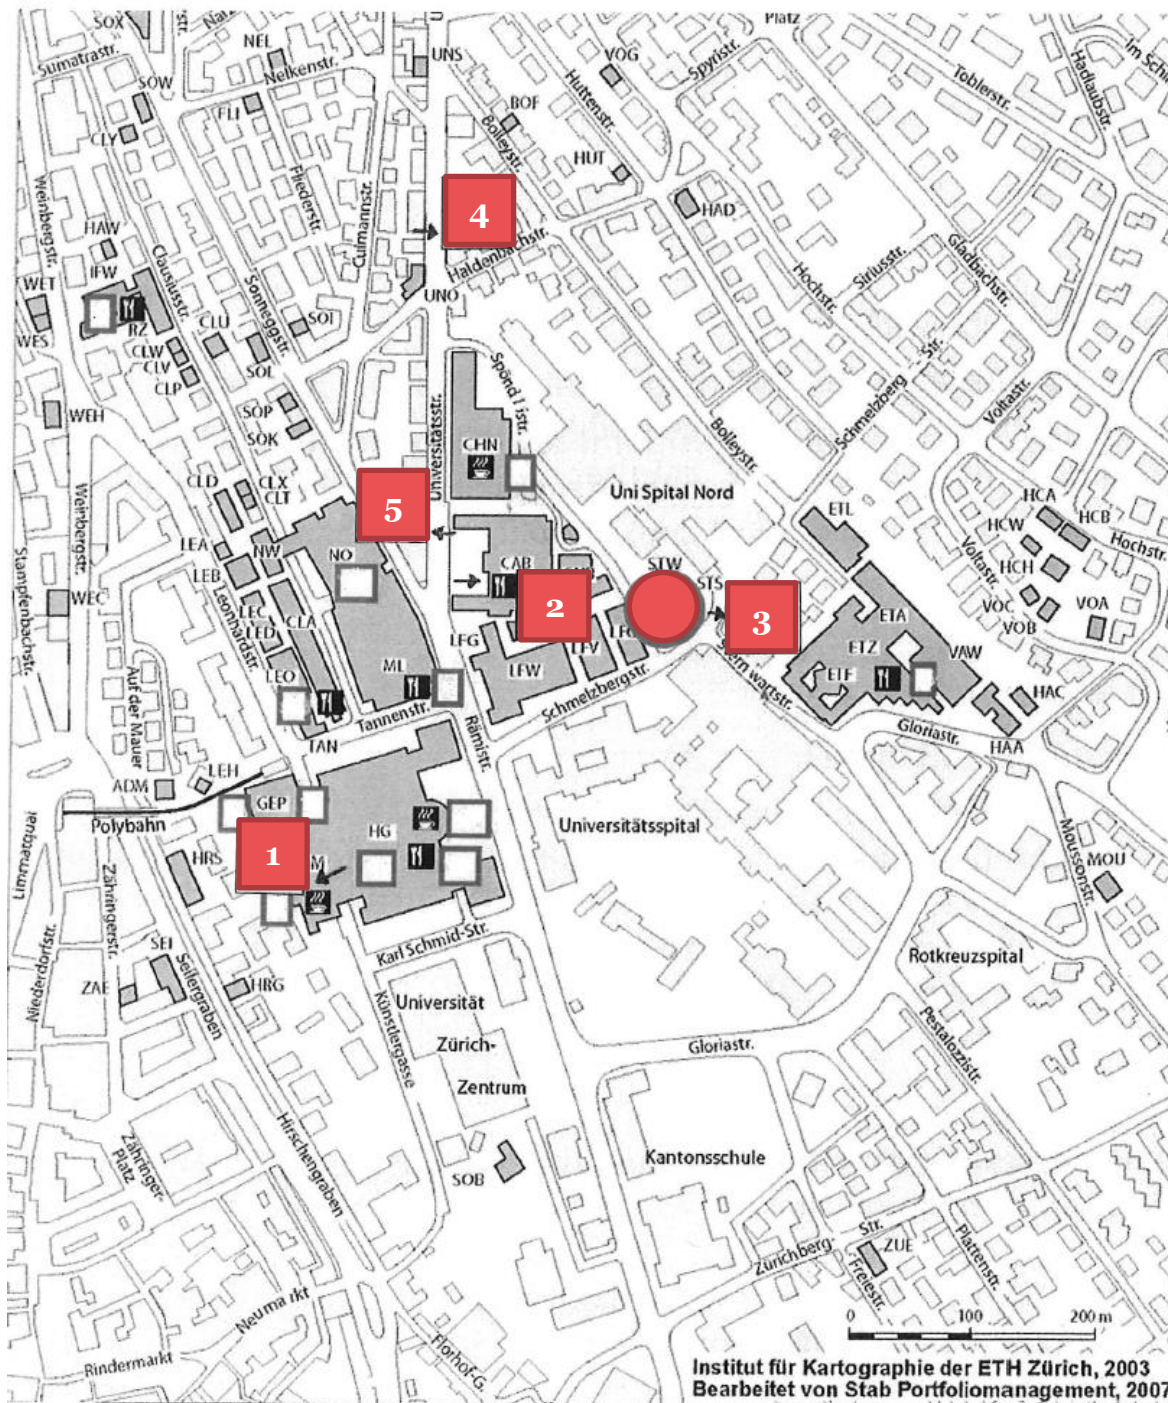 SOX
Sumatrastr.
SOW
CLY
NEL
Nelkenstr.
FLI
UNS
VOG
Spyristr.
Platz
Toblerstr.
Hadlaubstr.
BOF
Bolleystr.
Huttenstr.
HUT
HAD
Weinbergstr.
Fliederstr.
Culmannstr.
4
Haldenbachstr.
Hochstr.
Siriusstr.
Gladbachstr.
HAW
IFW
RZ
WET
WES
Clausiusstr.
Sonneggstr.
CLU
SOI
SOL
CLW
CLV
CLP
UNO
WEH
SOP
SOK
Universitätsstr.
Spöndlistr.
CHN
Bolleystr.
Schmelzberg
Str.
Voltastr.
Uni Spital Nord
CLD
CLX
CLT
5
ETL
HCA
HCB
HCW
HCH
Hochstr.
Voltastr.
VOC
VOB
VOA
Weinbergstr.
Stampfenbachstr.
WEC
LEA
LEB
NW
NO
CAB
2
STW
STS
3
LEC
LED
CLA
Leonhardstr.
LEO
ML
LFG
LFW
LFV
ETA
ETZ
ETF
VAW
HAC
HAA
Auf der Mauer
TAN
Tannenstr.
Rämistr.
Schmelzbergstr.
Sternwartstr.
Gloriastr.
ADM
LEH
Polybahn
GEP
HG
1
M
Universitätsspital
Moussonstr.
MOU
Limmatquai
Zähringerstr.
HRS
Niederdorfstr.
SEI
ZAE
Seilergraben
HRG
Karl Schmid-Str.
Künstlergasse
Universität
Zürich-
Zentrum
Rotkreuzspital
Gloriastr.
Pestalozzistr.
Zähringer-
Platz
Hirschengraben
SOB
Kantonsschule
Zürichberg-
Str.
ZUE
Freiestr.
Plattenstr.
Neumarkt
Rindermarkt
Florhof-G.
0 100 200 m
Institut für Kartographie der ETH Zürich, 2003
Bearbeitet von Stab Portfoliomanagement, 2007